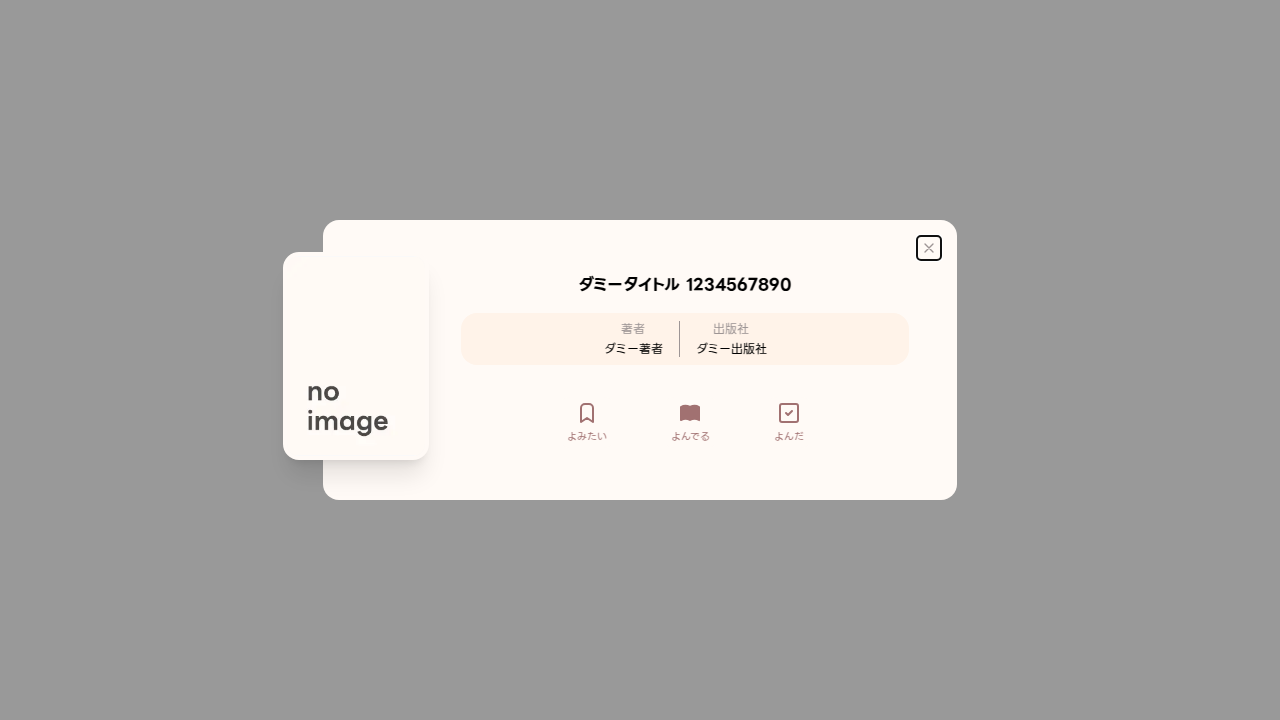 ダミータイトル 1234567890
著者
ダミー著者
出版社
ダミー出版社
no
image
よみたい
よんでる
よんだ